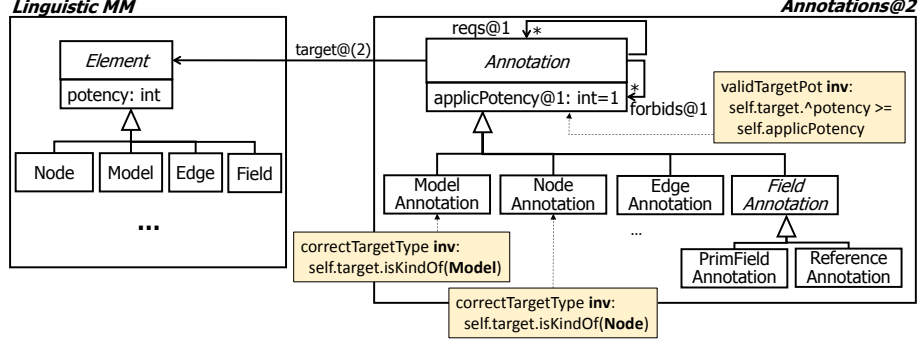 Linguistic MM
Annotations@2
Element
potency: int
Node
Model
Edge
Field
...
target@(2)
reqs@1
*
Annotation
applicPotency@1: int=1
*
forbids@1
validTargetPot inv:
self.target.^potency >=
self.applicPotency
Model
Annotation
Node
Annotation
Edge
Annotation
...
Field
Annotation
PrimField
Annotation
Reference
Annotation
correctTargetType inv:
self.target.isKindOf(Model)
correctTargetType inv:
self.target.isKindOf(Node)